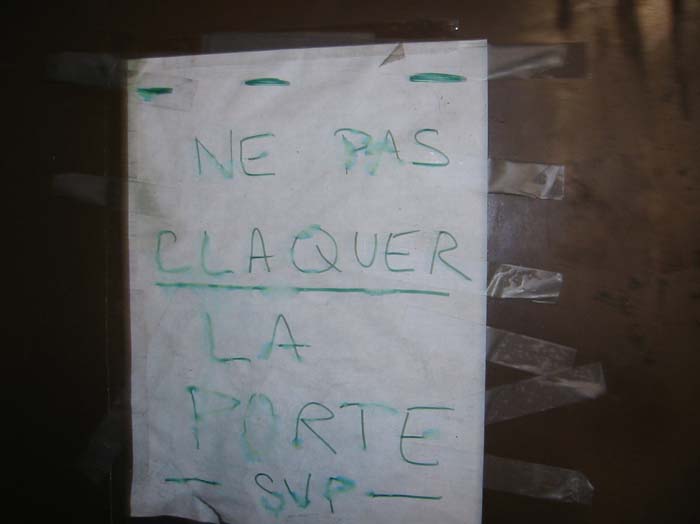 NE PAS
CLAQUER
LA
PORTE
- SVP -